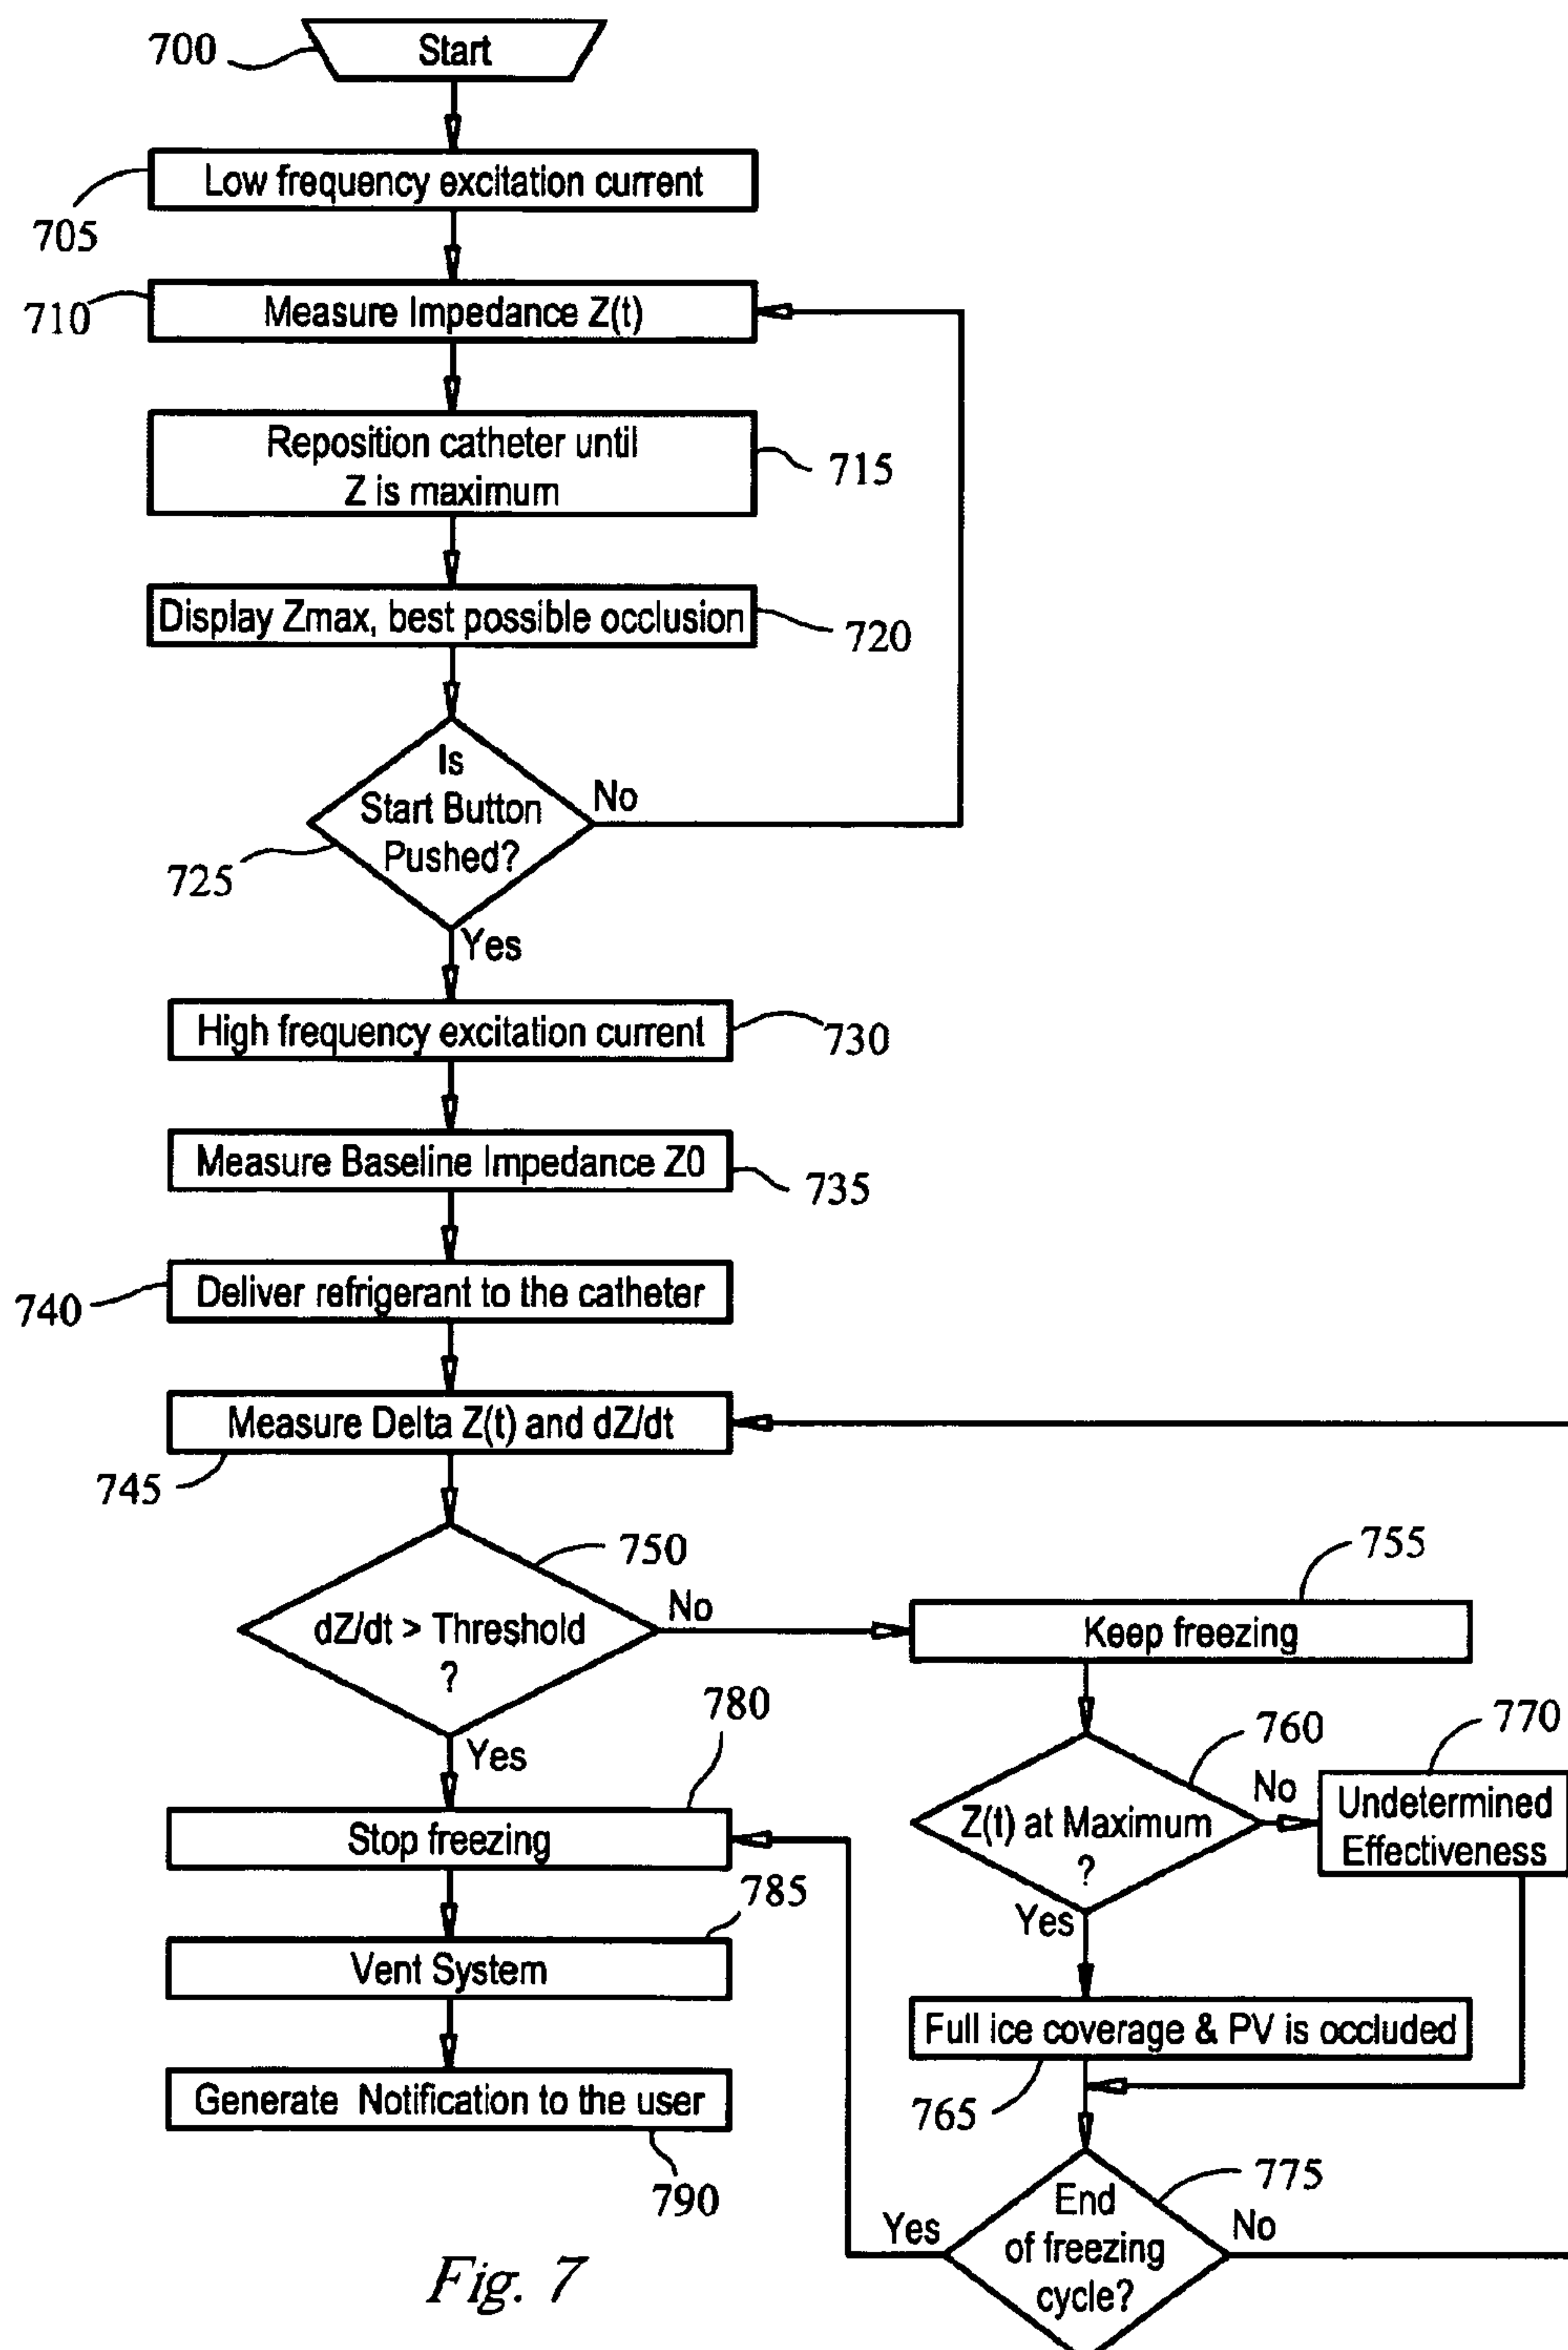 700
Start
Low frequency excitation current
705
710
Measure Impedance Z(t)
Reposition catheter until
Z is maximum
715
Display Zmax, best possible occlusion
720
Is
Start Button
Pushed?
No
725
Yes
High frequency excitation current
730
Measure Baseline Impedance Z0
735
Deliver refrigerant to the catheter
740
Measure Delta Z(t) and dZ/dt
745
750
dZ/dt > Threshold
?
No
Yes
755
Keep freezing
760
Z(t) at Maximum
?
No
Yes
770
Undetermined
Effectiveness
Full ice coverage & PV is occluded
765
775
End
of freezing
cycle?
Yes
No
780
Stop freezing
785
Vent System
Generate Notification to the user
790
Fig. 7